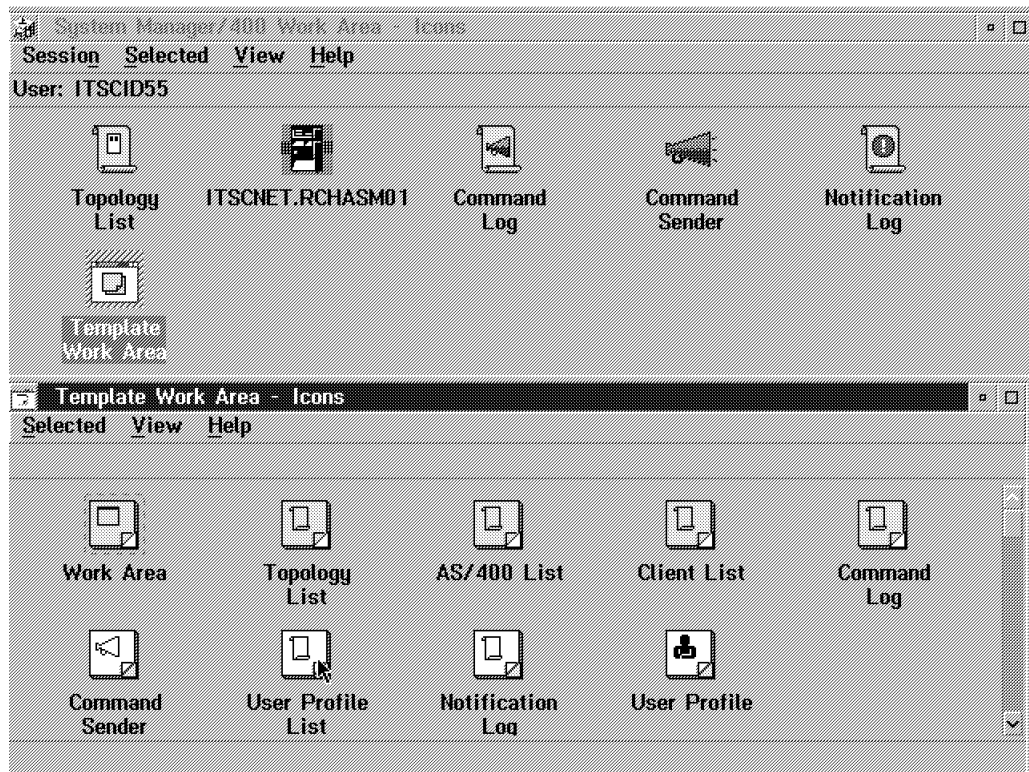 System Manager/400 Work Area - Icons
Session Selected View Help
User: ITSCID55
Topology List
ITSCNET.RCHASM01
Command Log
Command Sender
Notification Log
Template Work Area
Template Work Area - Icons
Selected View Help
Work Area
Topology List
AS/400 List
Client List
Command Log
Command Sender
User Profile List
Notification Log
User Profile